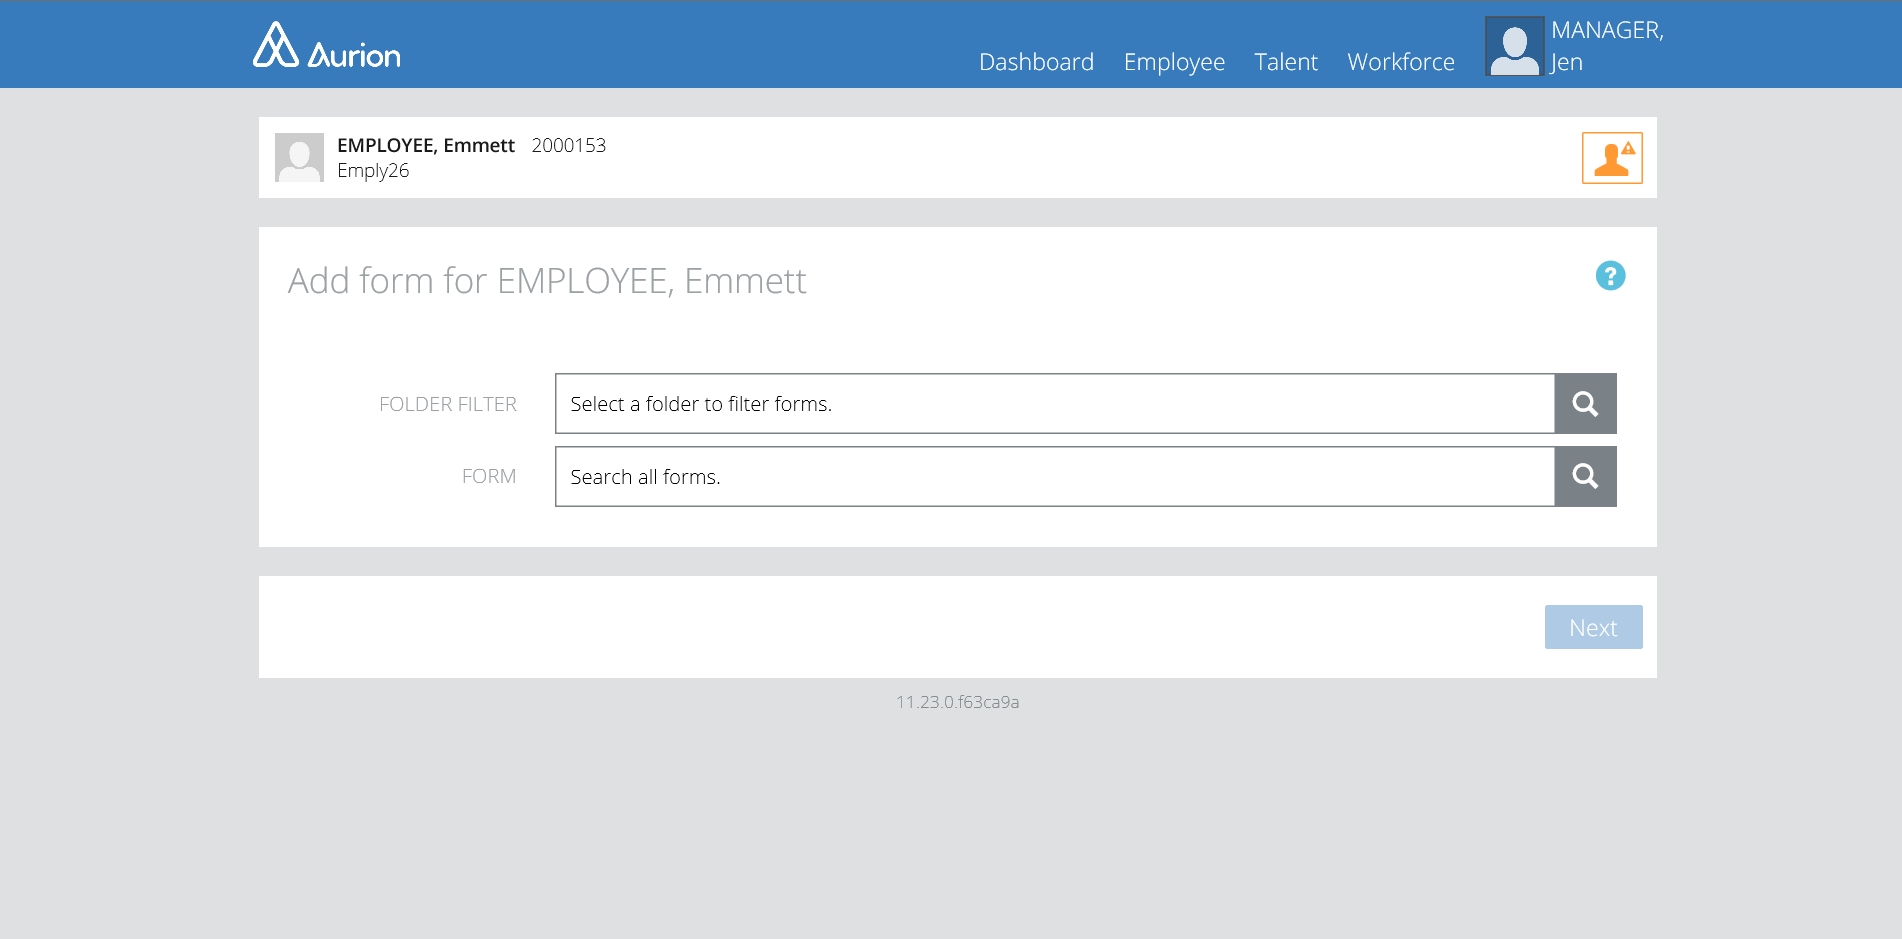 Aurion
Dashboard Employee Talent Workforce
MANAGER,
Jen
EMPLOYEE, Emmett 2000153
Emply26
Add form for EMPLOYEE, Emmett
?
FOLDER FILTER Select a folder to filter forms.
FORM Search all forms.
Next
11.23.0.f63ca9a